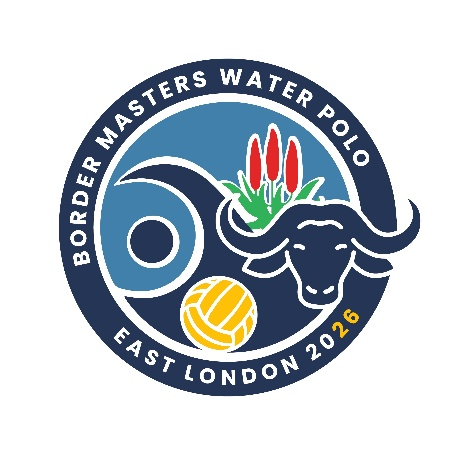 BORDER MASTERS WATER POLO
EAST LONDON 2026